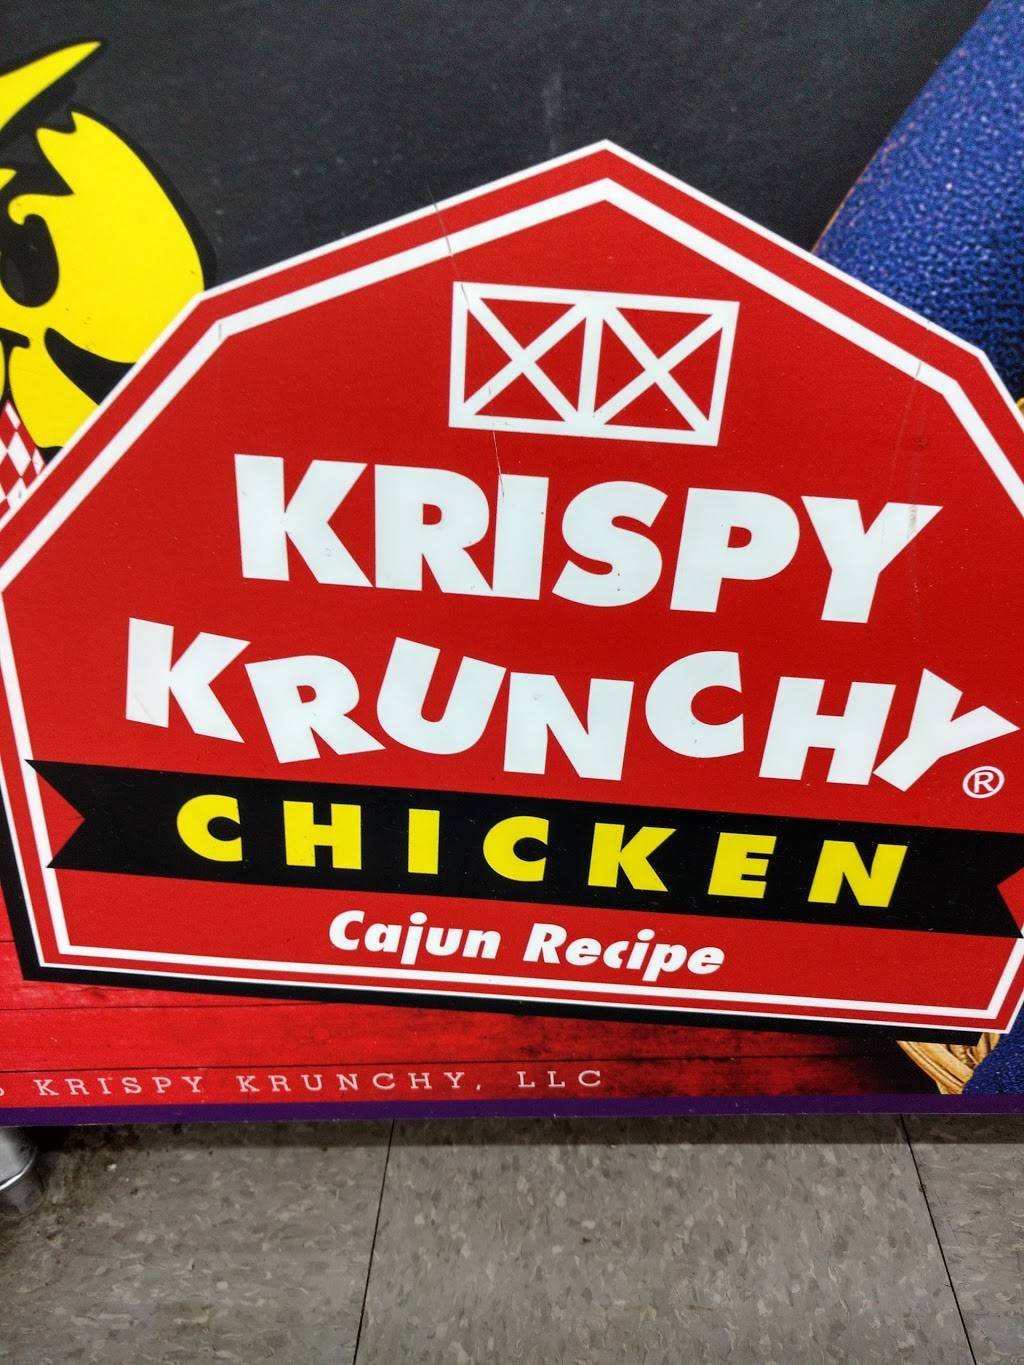 KRISPY
KRUNCHY®
CHICKEN
Cajun Recipe
KRISPY KRUNCHY, LLC